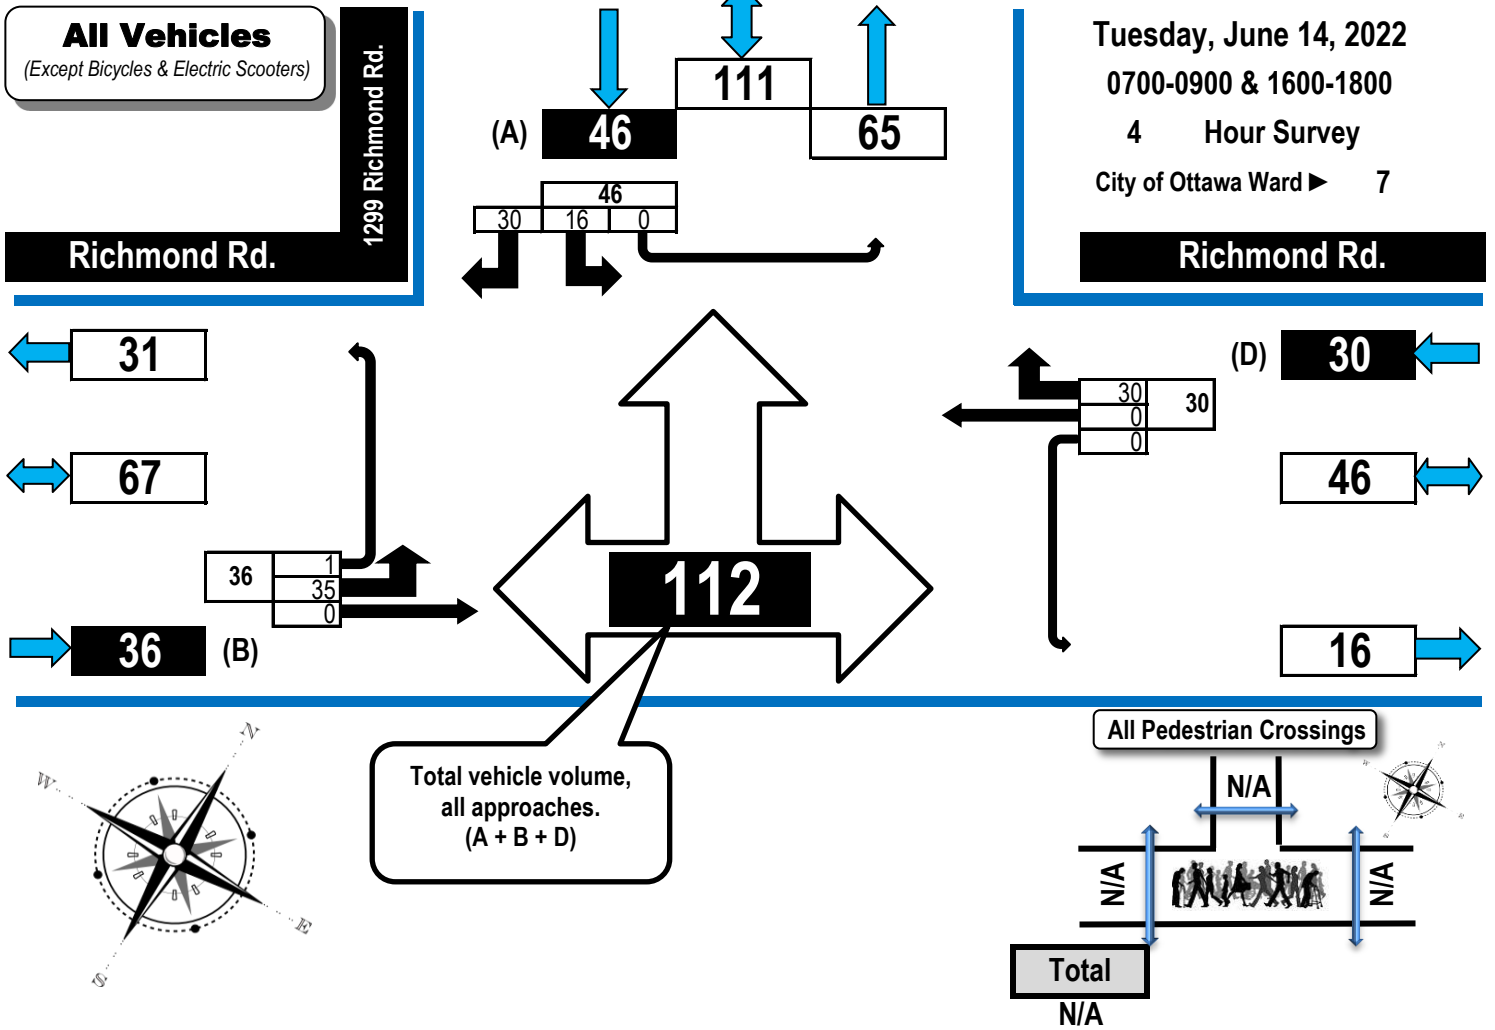 All Vehicles
(Except Bicycles & Electric Scooters)
1299 Richmond Rd.
Richmond Rd.
111
(A)
46
65
46
30 16 0
Tuesday, June 14, 2022
0700-0900 & 1600-1800
4 Hour Survey
City of Ottawa Ward ► 7
Richmond Rd.
31
67
36
1
35
0
36
(B)
112
(D)
30
30
0
0
30
46
16
Total vehicle volume,
all approaches.
(A + B + D)
N
W
E
S
All Pedestrian Crossings
N/A
N/A
N/A
Total
N/A